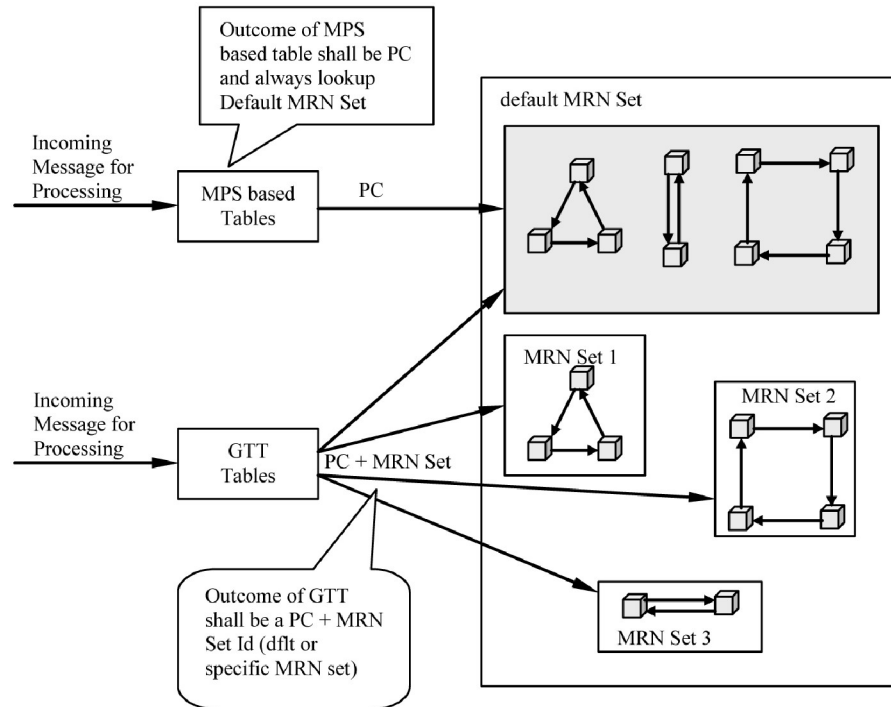 Outcome of MPS
based table shall be PC
and always lookup
Default MRN Set
default MRN Set
Incoming
Message for
Processing
MPS based
Tables
PC
MRN Set 1
MRN Set 2
Incoming
Message for
Processing
GTT
Tables
PC + MRN Set
Outcome of GTT
shall be a PC + MRN
Set Id (dflt or
specific MRN set)
MRN Set 3